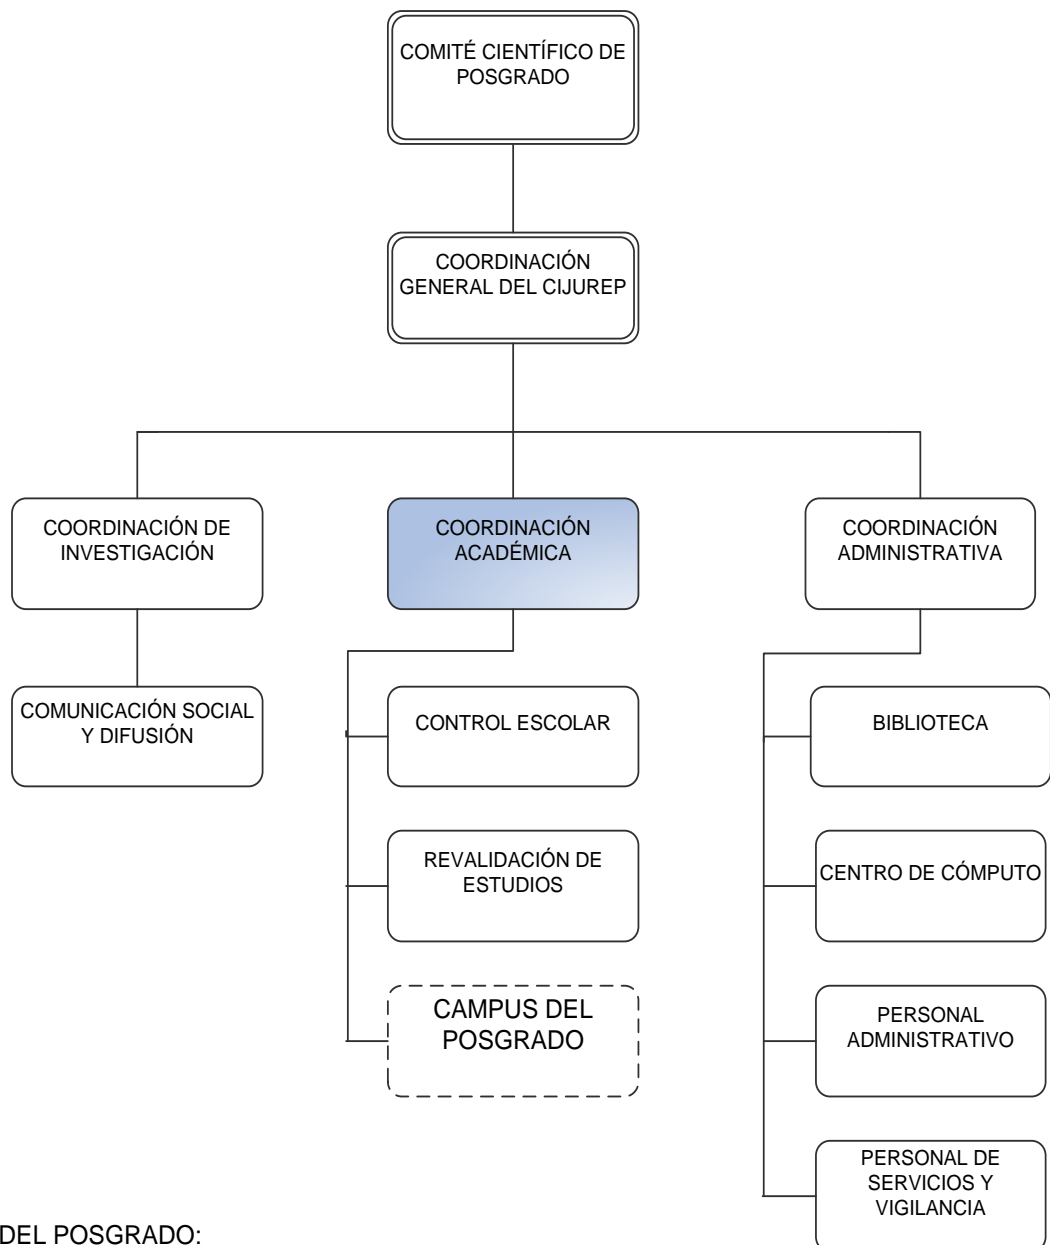 COMITÉ CIENTÍFICO DE
POSGRADO
COORDINACIÓN
GENERAL DEL CIJUREP
COORDINACIÓN DE
INVESTIGACIÓN
COORDINACIÓN
ACADÉMICA
COORDINACIÓN
ADMINISTRATIVA
COMUNICACIÓN SOCIAL
Y DIFUSIÓN
CONTROL ESCOLAR
BIBLIOTECA
REVALIDACIÓN DE
ESTUDIOS
CENTRO DE CÓMPUTO
CAMPUS DEL
POSGRADO
PERSONAL
ADMINISTRATIVO
PERSONAL DE
SERVICIOS Y
VIGILANCIA
DEL POSGRADO: